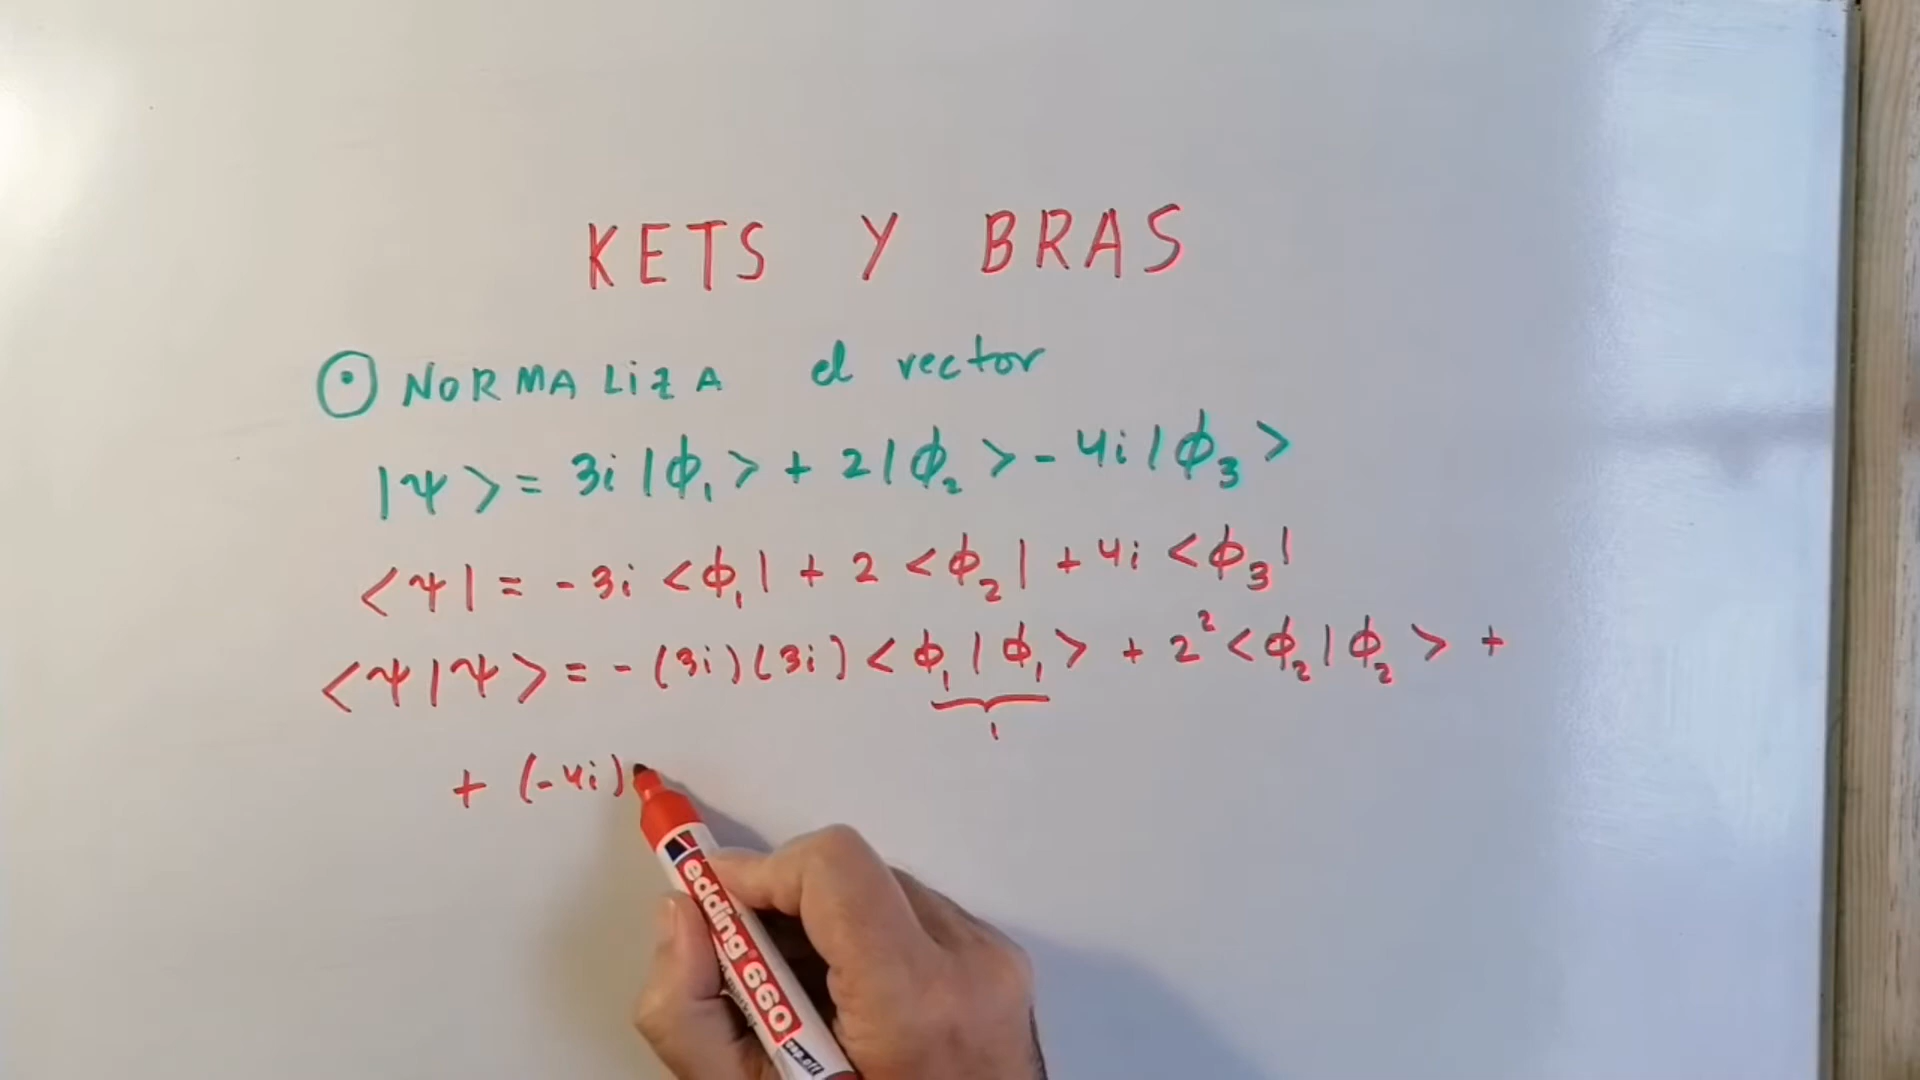 KETS Y BRAS
⊙ NORMALIZA el vector
|ψ> = 3i |ϕ₁> + 2 |ϕ₂> - 4i |ϕ₃>
<ψ| = -3i <ϕ₁| + 2 <ϕ₂| + 4i <ϕ₃|
<ψ|ψ> = -(3i)(3i) <ϕ₁|ϕ₁> + 2² <ϕ₂|ϕ₂> +
1
+ (-4i)
edding 660